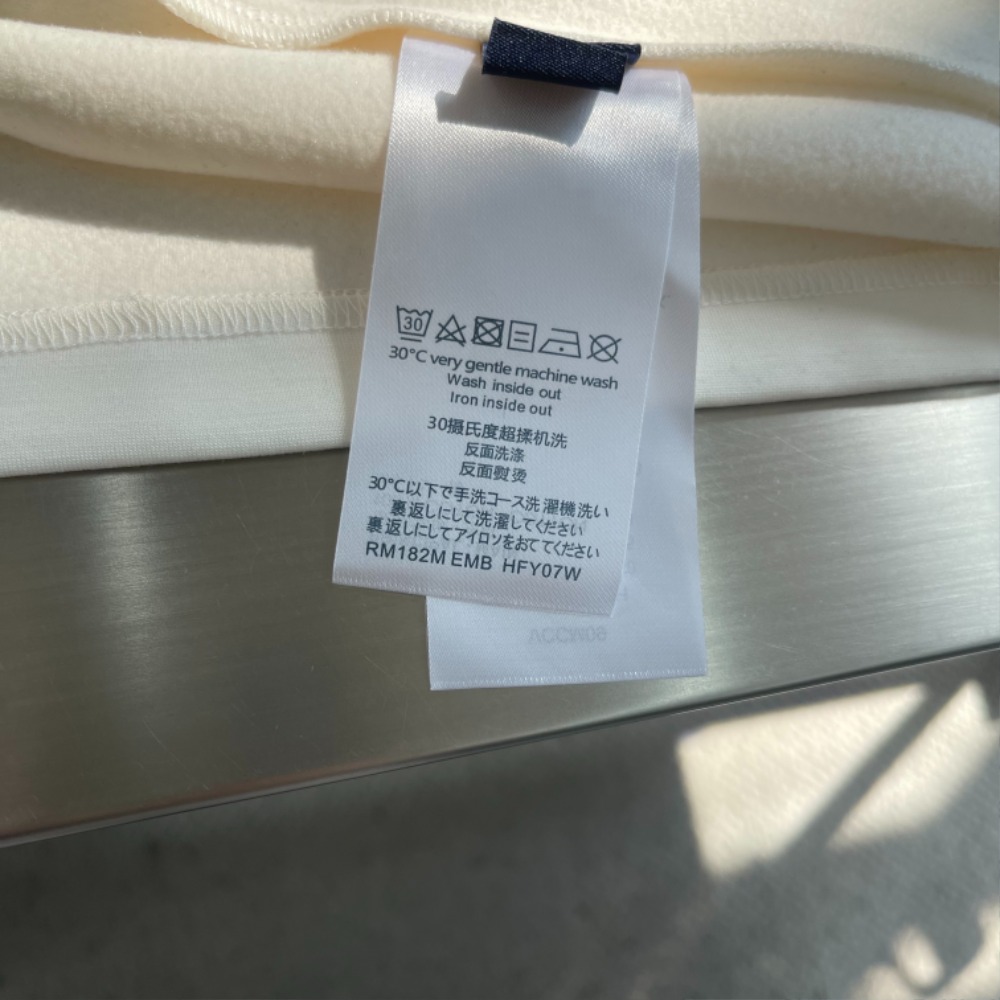 30
30°C very gentle machine wash
Wash inside out
Iron inside out
30摄氏度超揉机洗
反面洗涤
反面熨烫
30°C以下で手洗コース洗濯機洗い
裏返しにして洗濯してください
裏返しにしてアイロンをおてください
RM182M EMB HFY07W